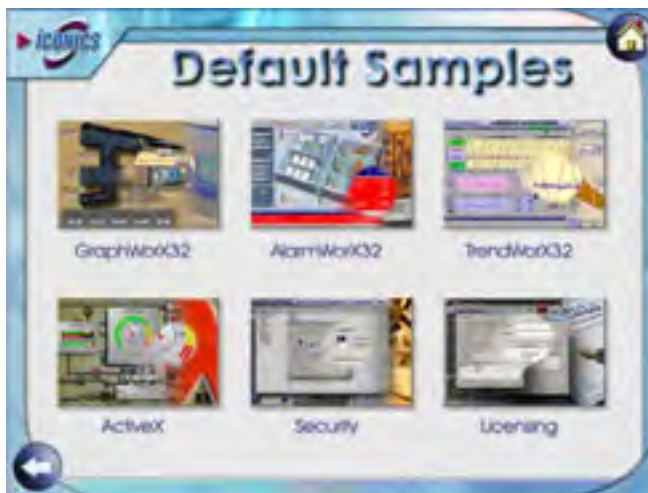 ICONICS
Default Samples
GraphWorX32
AlarmWorX32
TrendWorX32
ActiveX
Security
Licensing